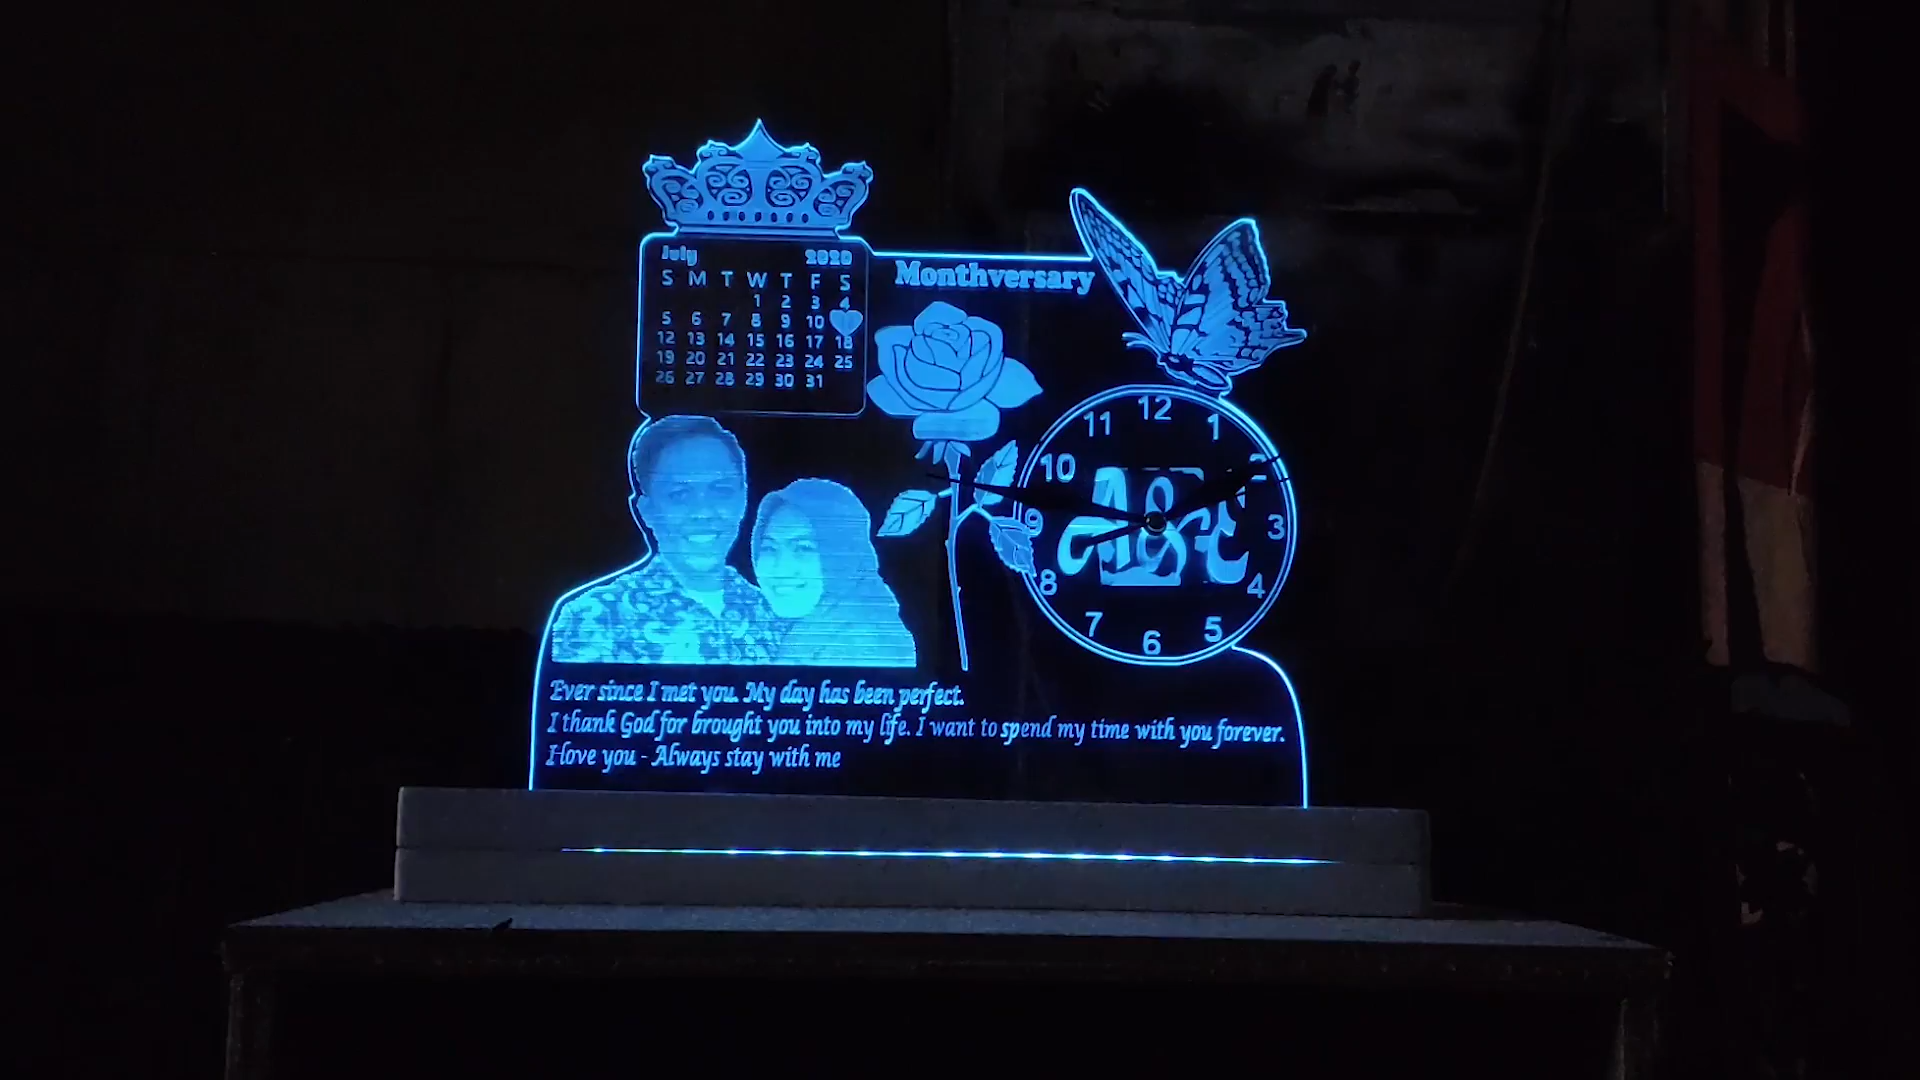 July 2020
S M T W T F S
1 2 3 4
5 6 7 8 9 10
12 13 14 15 16 17 18
19 20 21 22 23 24 25
26 27 28 29 30 31
Monthversary
12
11 1
10 2
A&
9 3
8 4
7 5
6
Ever since I met you. My day has been perfect.
I thank God for brought you into my life. I want to spend my time with you forever.
I love you - Always stay with me